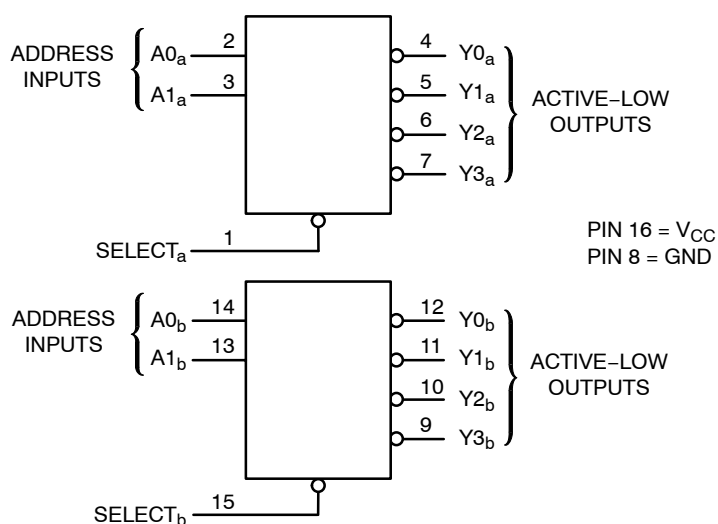 ADDRESS
INPUTS
A0a 2
A1a 3
4 Y0a
5 Y1a
6 Y2a
7 Y3a
ACTIVE–LOW
OUTPUTS
SELECTa 1
PIN 16 = VCC
PIN 8 = GND
ADDRESS
INPUTS
A0b 14
A1b 13
12 Y0b
11 Y1b
10 Y2b
9 Y3b
ACTIVE–LOW
OUTPUTS
SELECTb 15